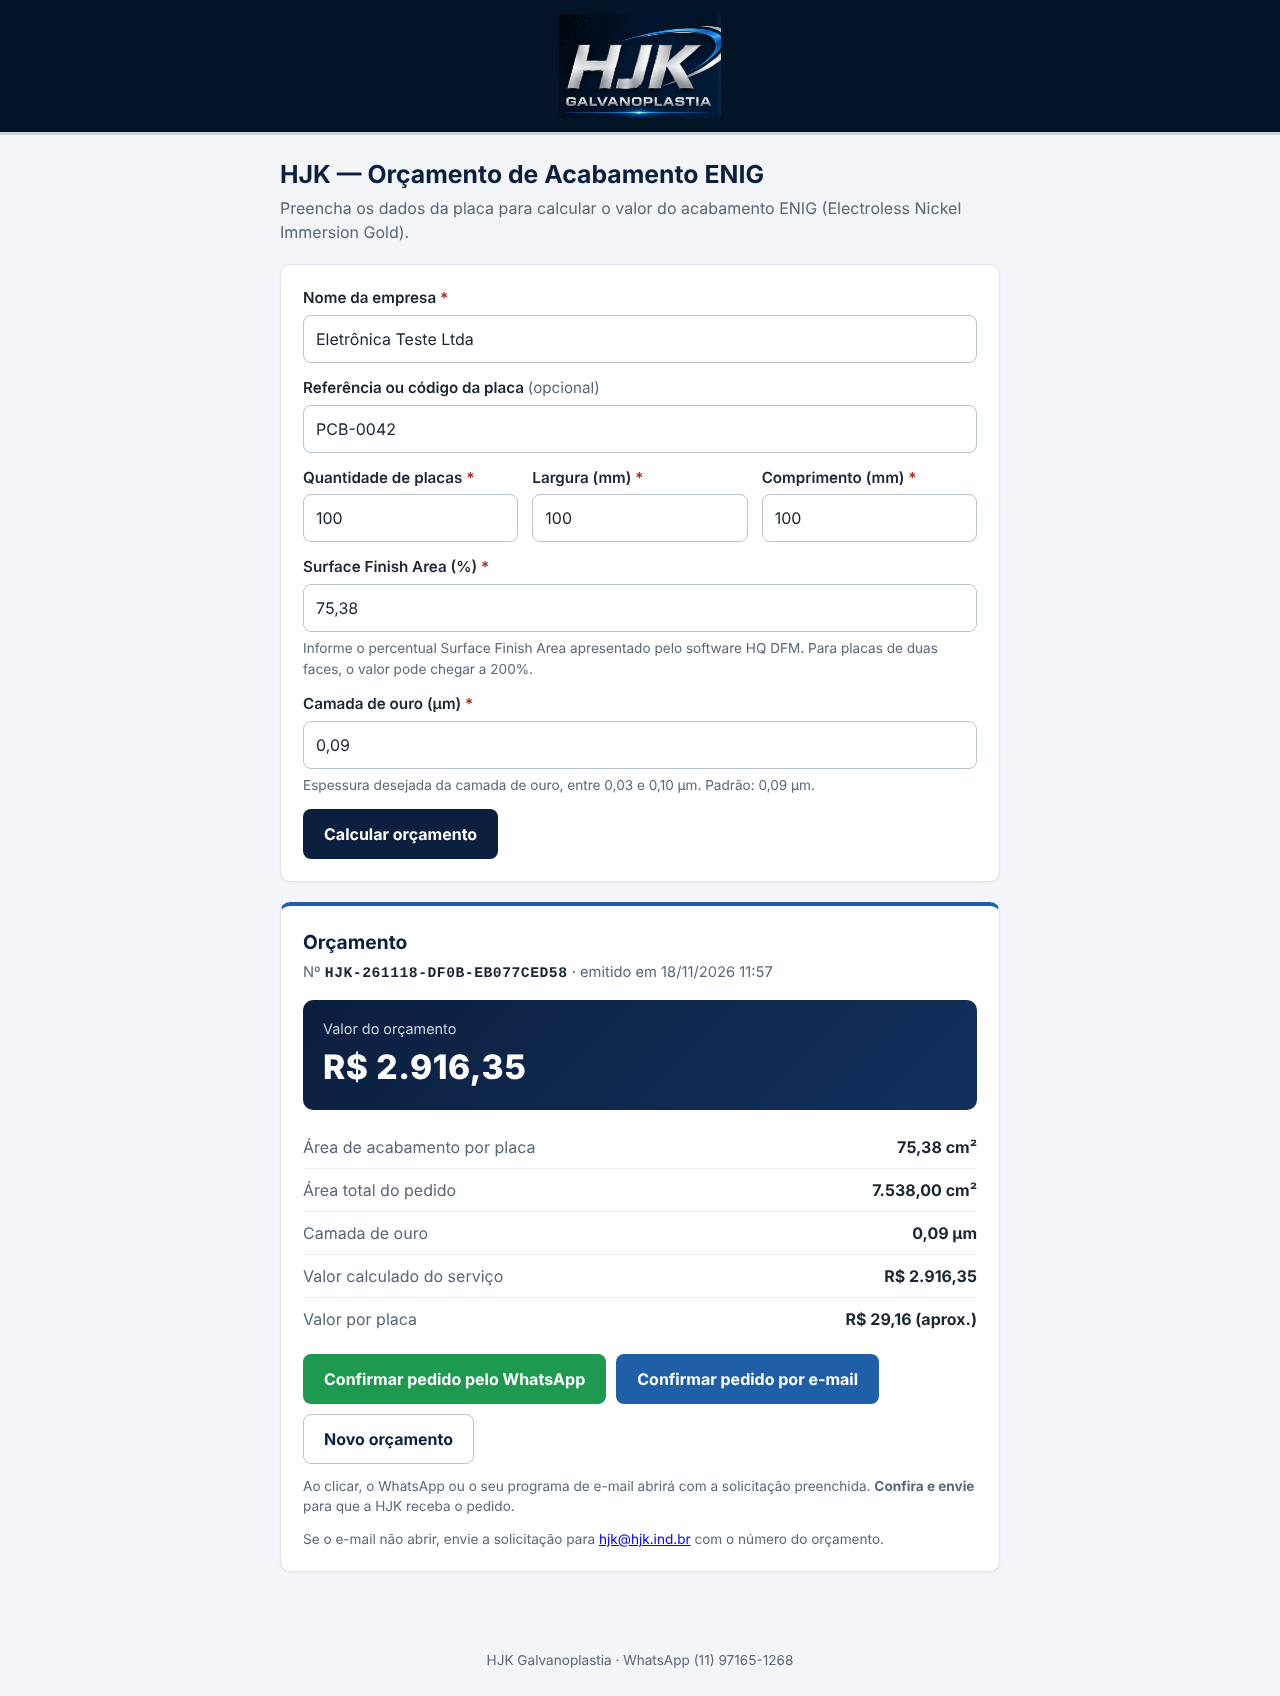 HJK
GALVANOPLASTIA
HJK — Orçamento de Acabamento ENIG
Preencha os dados da placa para calcular o valor do acabamento ENIG (Electroless Nickel
Immersion Gold).
Nome da empresa *
Eletrônica Teste Ltda
Referência ou código da placa (opcional)
PCB-0042
Quantidade de placas * Largura (mm) * Comprimento (mm) *
100 100 100
Surface Finish Area (%) *
75,38
Informe o percentual Surface Finish Area apresentado pelo software HQ DFM. Para placas de duas
faces, o valor pode chegar a 200%.
Camada de ouro (µm) *
0,09
Espessura desejada da camada de ouro, entre 0,03 e 0,10 µm. Padrão: 0,09 µm.
Calcular orçamento
Orçamento
Nº HJK-261118-DF0B-EB077CED58 · emitido em 18/11/2026 11:57
Valor do orçamento
R$ 2.916,35
Área de acabamento por placa 75,38 cm²
Área total do pedido 7.538,00 cm²
Camada de ouro 0,09 µm
Valor calculado do serviço R$ 2.916,35
Valor por placa R$ 29,16 (aprox.)
Confirmar pedido pelo WhatsApp Confirmar pedido por e-mail
Novo orçamento
Ao clicar, o WhatsApp ou o seu programa de e-mail abrirá com a solicitação preenchida. Confira e envie
para que a HJK receba o pedido.
Se o e-mail não abrir, envie a solicitação para hjk@hjk.ind.br com o número do orçamento.
HJK Galvanoplastia · WhatsApp (11) 97165-1268